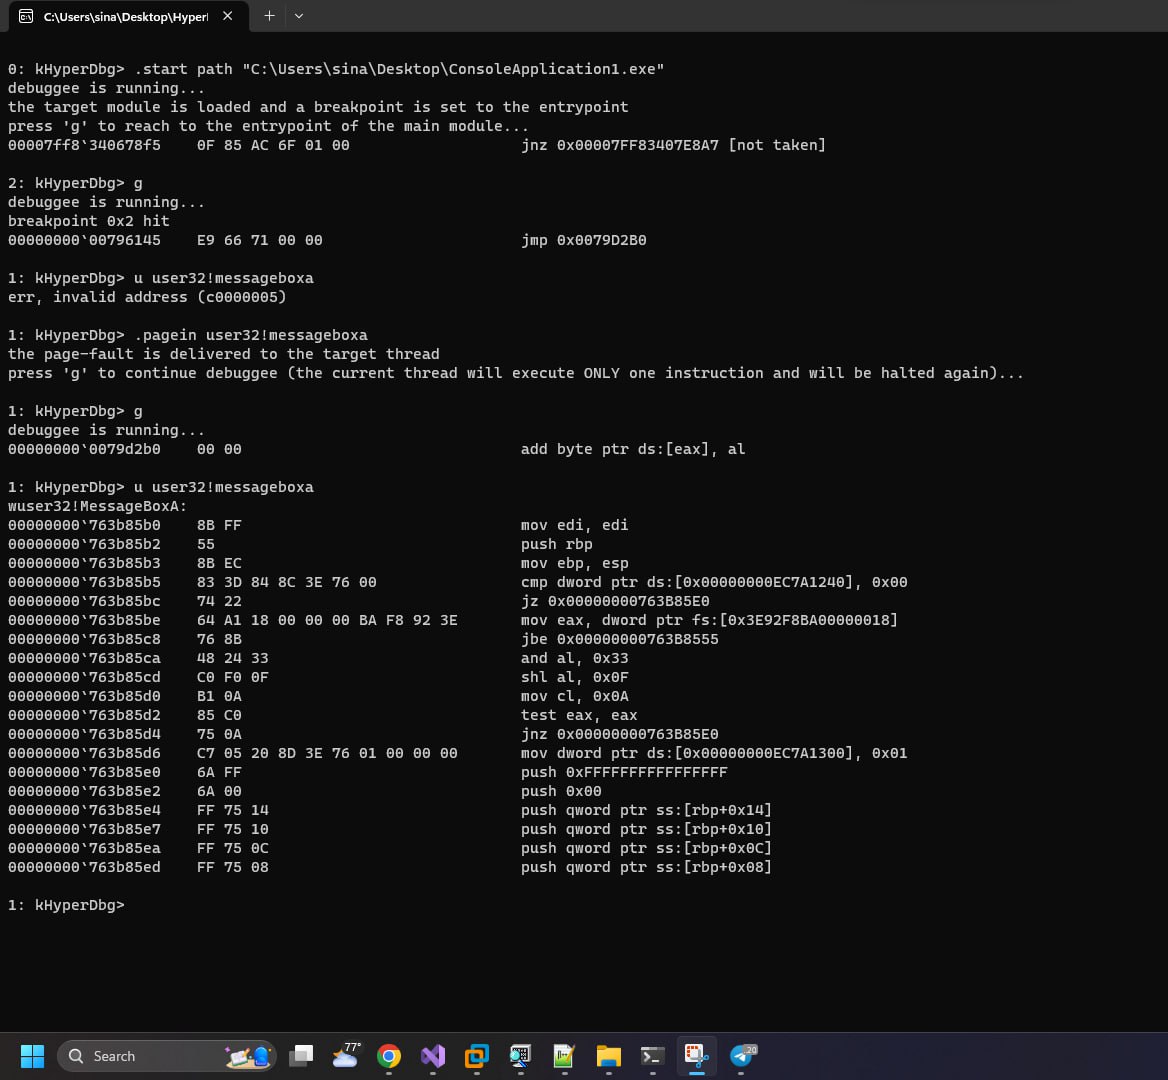 C:\Users\sina\Desktop\Hyperl
0: kHyperDbg> .start path "C:\Users\sina\Desktop\ConsoleApplication1.exe"
debuggee is running...
the target module is loaded and a breakpoint is set to the entrypoint
press 'g' to reach to the entrypoint of the main module...
00007ff8`340678f5    0F 85 AC 6F 01 00                   jnz 0x00007FF83407E8A7 [not taken]
2: kHyperDbg> g
debuggee is running...
breakpoint 0x2 hit
00000000`00796145    E9 66 71 00 00                      jmp 0x0079D2B0
1: kHyperDbg> u user32!messageboxa
err, invalid address (c0000005)
1: kHyperDbg> .pagein user32!messageboxa
the page-fault is delivered to the target thread
press 'g' to continue debuggee (the current thread will execute ONLY one instruction and will be halted again)...
1: kHyperDbg> g
debuggee is running...
00000000`0079d2b0    00 00                               add byte ptr ds:[eax], al
1: kHyperDbg> u user32!messageboxa
wuser32!MessageBoxA:
00000000`763b85b0    8B FF                               mov edi, edi
00000000`763b85b2    55                                  push rbp
00000000`763b85b3    8B EC                               mov ebp, esp
00000000`763b85b5    83 3D 84 8C 3E 76 00                cmp dword ptr ds:[0x00000000EC7A1240], 0x00
00000000`763b85bc    74 22                               jz 0x00000000763B85E0
00000000`763b85be    64 A1 18 00 00 00 BA F8 92 3E       mov eax, dword ptr fs:[0x3E92F8BA00000018]
00000000`763b85c8    76 8B                               jbe 0x00000000763B8555
00000000`763b85ca    48 24 33                            and al, 0x33
00000000`763b85cd    C0 F0 0F                            shl al, 0x0F
00000000`763b85d0    B1 0A                               mov cl, 0x0A
00000000`763b85d2    85 C0                               test eax, eax
00000000`763b85d4    75 0A                               jnz 0x00000000763B85E0
00000000`763b85d6    C7 05 20 8D 3E 76 01 00 00 00       mov dword ptr ds:[0x00000000EC7A1300], 0x01
00000000`763b85e0    6A FF                               push 0xFFFFFFFFFFFFFFFF
00000000`763b85e2    6A 00                               push 0x00
00000000`763b85e4    FF 75 14                            push qword ptr ss:[rbp+0x14]
00000000`763b85e7    FF 75 10                            push qword ptr ss:[rbp+0x10]
00000000`763b85ea    FF 75 0C                            push qword ptr ss:[rbp+0x0C]
00000000`763b85ed    FF 75 08                            push qword ptr ss:[rbp+0x08]
1: kHyperDbg>
Search 77° 20